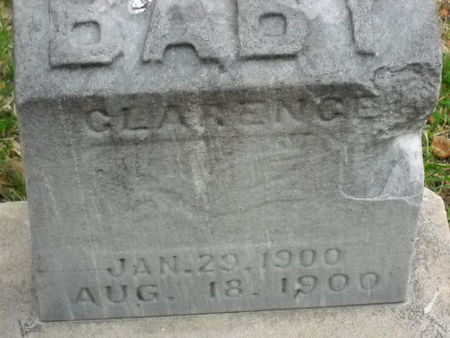 BABY
CLARENCE
JAN. 29. 1900
AUG. 18. 1900